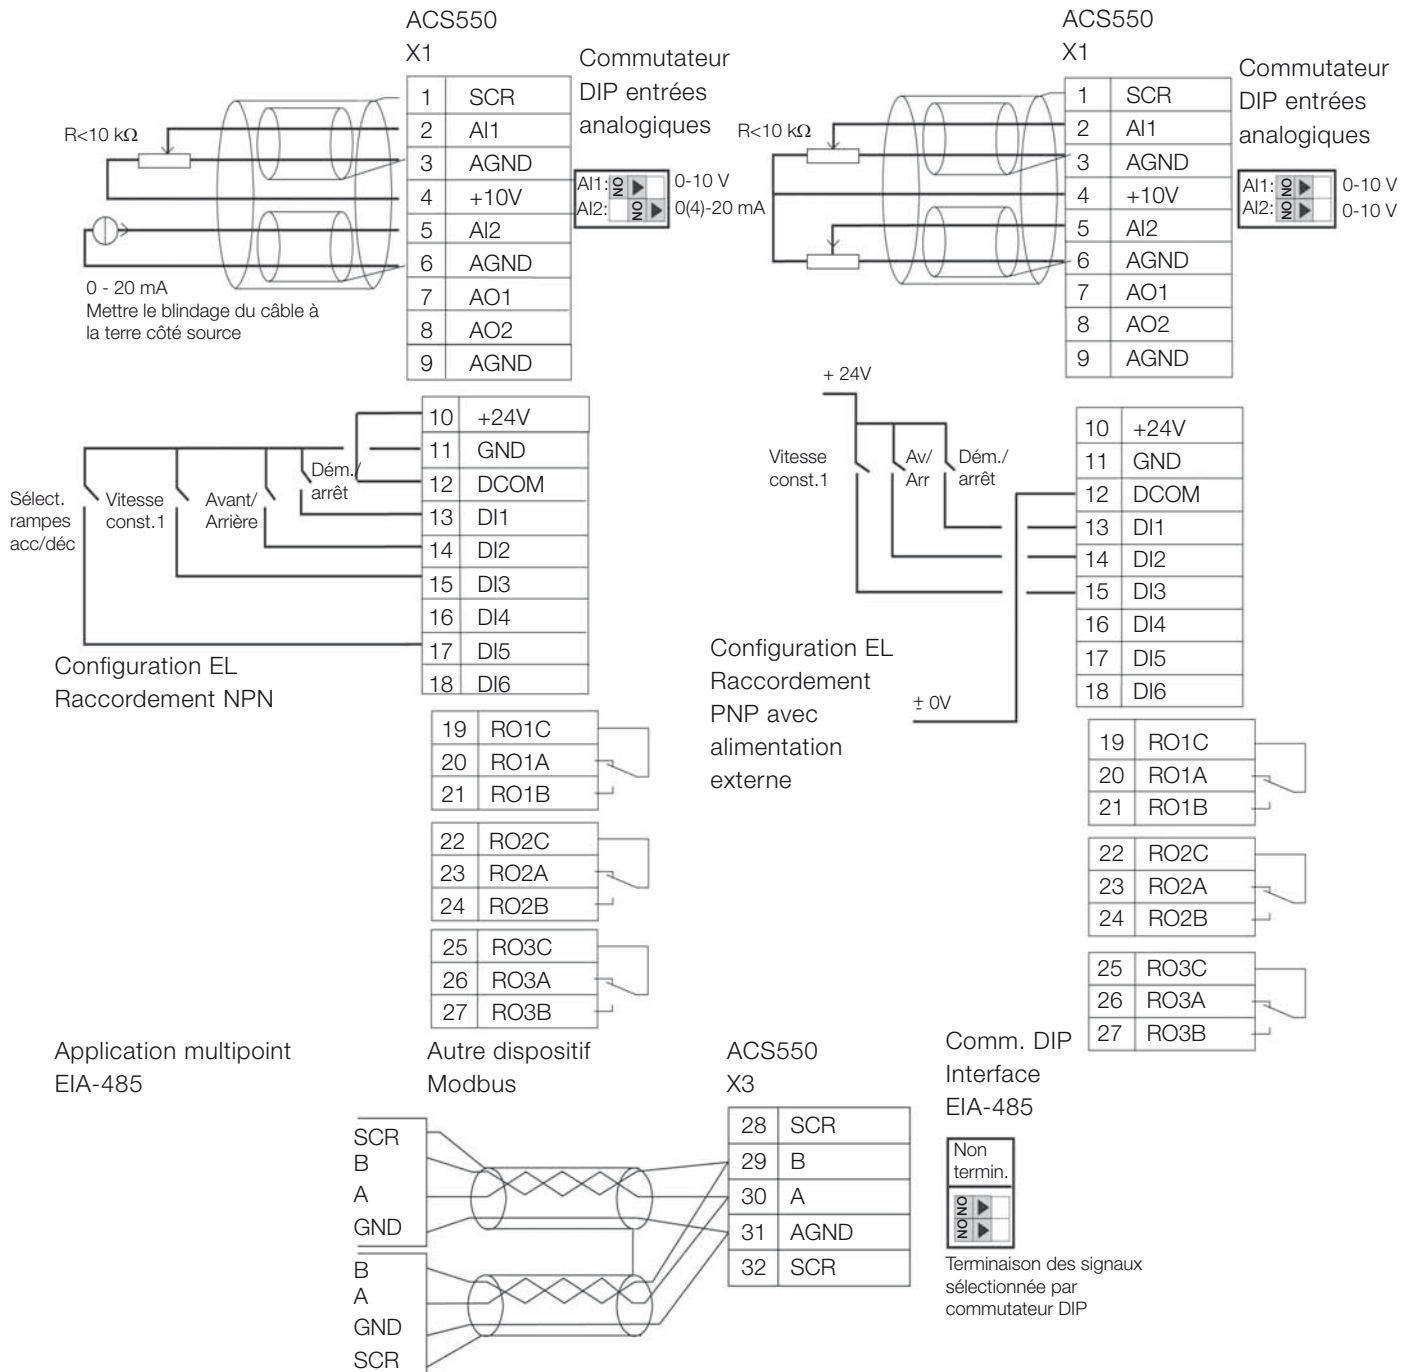 ACS550
X1
Commutateur
DIP entrées
analogiques
R<10 kΩ
1 SCR
2 AI1
3 AGND
4 +10V
5 AI2
6 AGND
7 AO1
8 AO2
9 AGND
AI1: ON 0-10 V
AI2: ON 0(4)-20 mA
0 - 20 mA
Mettre le blindage du câble à
la terre côté source
10 +24V
11 GND
12 DCOM
13 DI1
14 DI2
15 DI3
16 DI4
17 DI5
18 DI6
Sélect.
rampes
acc/déc
Vitesse
const.1
Avant/
Arrière
Dém./
arrêt
Configuration EL
Raccordement NPN
19 RO1C
20 RO1A
21 RO1B
22 RO2C
23 RO2A
24 RO2B
25 RO3C
26 RO3A
27 RO3B
ACS550
X1
Commutateur
DIP entrées
analogiques
R<10 kΩ
1 SCR
2 AI1
3 AGND
4 +10V
5 AI2
6 AGND
7 AO1
8 AO2
9 AGND
AI1: ON 0-10 V
AI2: ON 0-10 V
+ 24V
Vitesse
const.1
Av/
Arr
Dém./
arrêt
10 +24V
11 GND
12 DCOM
13 DI1
14 DI2
15 DI3
16 DI4
17 DI5
18 DI6
± 0V
Configuration EL
Raccordement
PNP avec
alimentation
externe
19 RO1C
20 RO1A
21 RO1B
22 RO2C
23 RO2A
24 RO2B
25 RO3C
26 RO3A
27 RO3B
Application multipoint
EIA-485
Autre dispositif
Modbus
SCR
B
A
GND
B
A
GND
SCR
ACS550
X3
28 SCR
29 B
30 A
31 AGND
32 SCR
Comm. DIP
Interface
EIA-485
Non
termin.
ON
ON
Terminaison des signaux
sélectionnée par
commutateur DIP